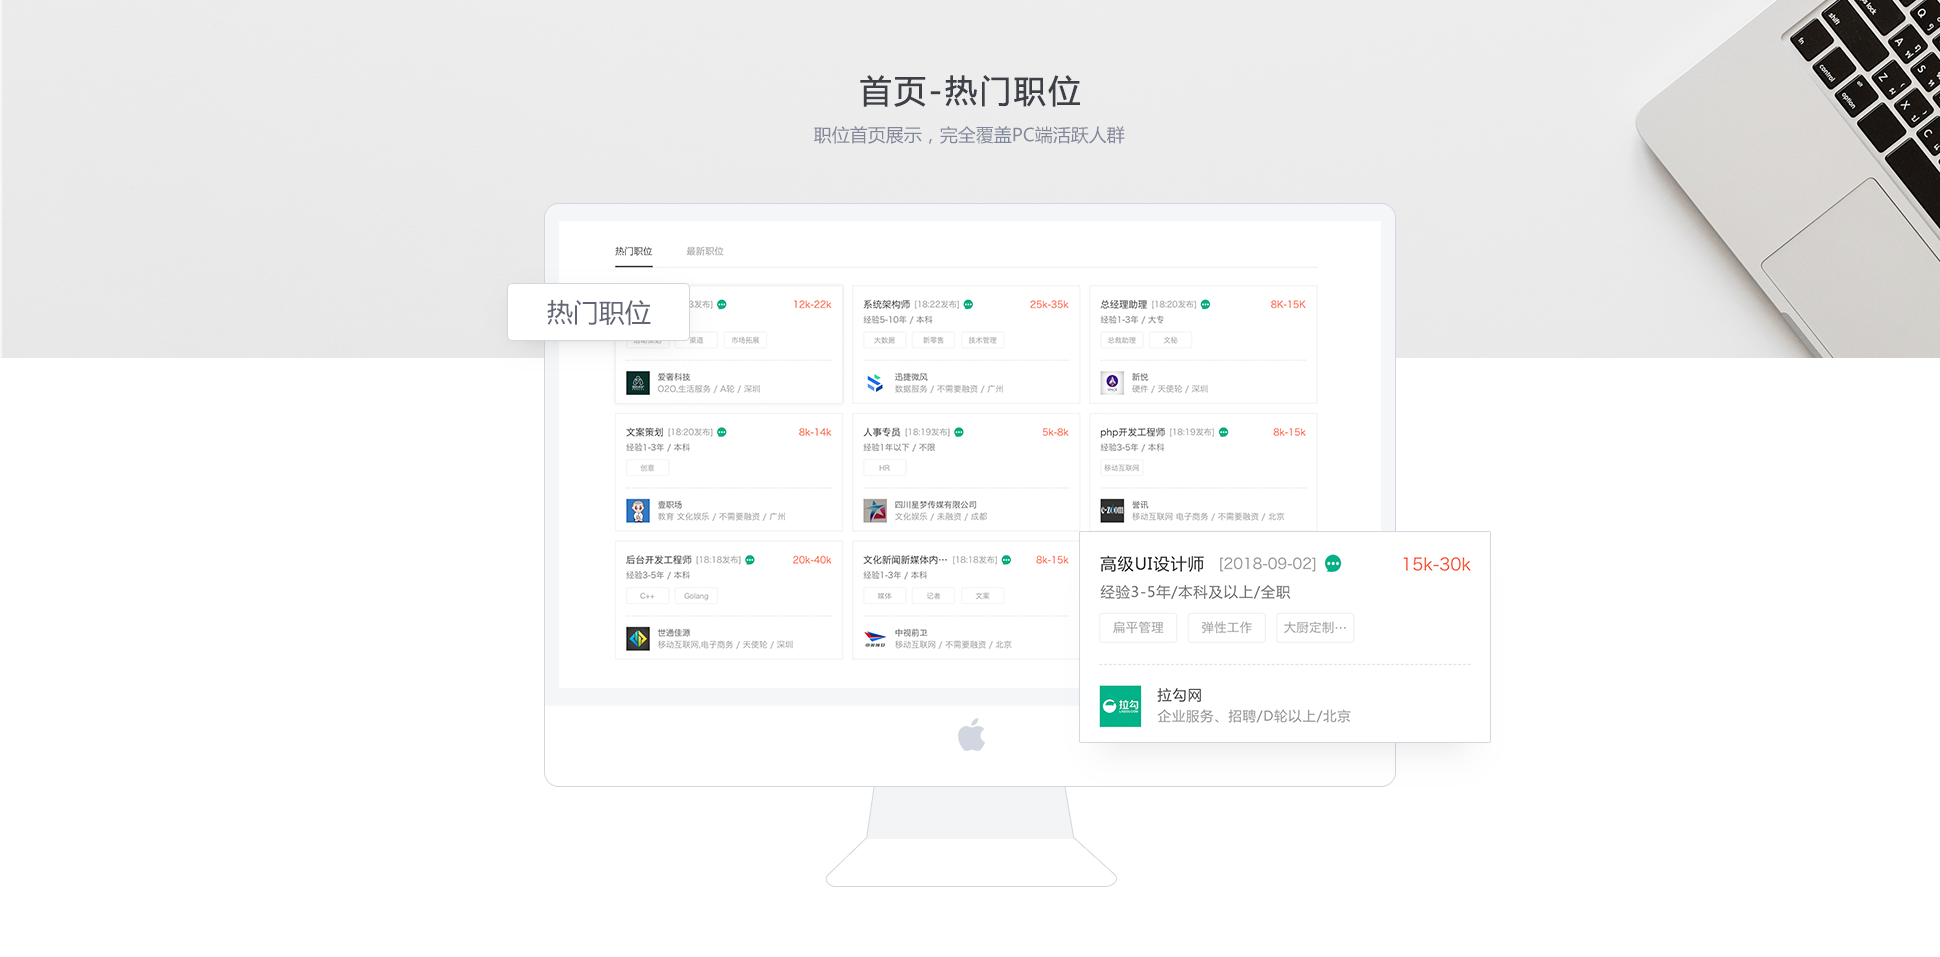 首页-热门职位
职位首页展示，完全覆盖PC端活跃人群
热门职位
最新职位
热门职位
3发布]
12k-22k
渠道
市场拓展
爱奢科技
O2O,生活服务 / A轮 / 深圳
系统架构师 [18:22发布]
25k-35k
经验5-10年 / 本科
大数据
新零售
技术管理
迅捷微风
数据服务 / 不需要融资 / 广州
总经理助理 [18:20发布]
8K-15K
经验1-3年 / 大专
总裁助理
文秘
新悦
硬件 / 天使轮 / 深圳
文案策划 [18:20发布]
8k-14k
经验1-3年 / 本科
创意
壹职场
教育 文化娱乐 / 不需要融资 / 广州
人事专员 [18:19发布]
5k-8k
经验1年以下 / 不限
HR
四川星梦传媒有限公司
文化娱乐 / 未融资 / 成都
php开发工程师 [18:19发布]
8k-15k
经验3-5年 / 本科
移动互联网
e-zoom
誉讯
移动互联网 电子商务 / 不需要融资 / 北京
后台开发工程师 [18:18发布]
20k-40k
经验3-5年 / 本科
C++
Golang
世通佳源
移动互联网,电子商务 / 天使轮 / 深圳
文化新闻新媒体内··· [18:18发布]
8k-15k
经验1-3年 / 本科
媒体
记者
文案
中视前卫
移动互联网 / 不需要融资 / 北京
高级UI设计师 [2018-09-02]
15k-30k
经验3-5年/本科及以上/全职
扁平管理
弹性工作
大厨定制···
拉勾
拉勾网
企业服务、招聘/D轮以上/北京
fn
shift
control
option
alt
Q
A
S
Z
X
C